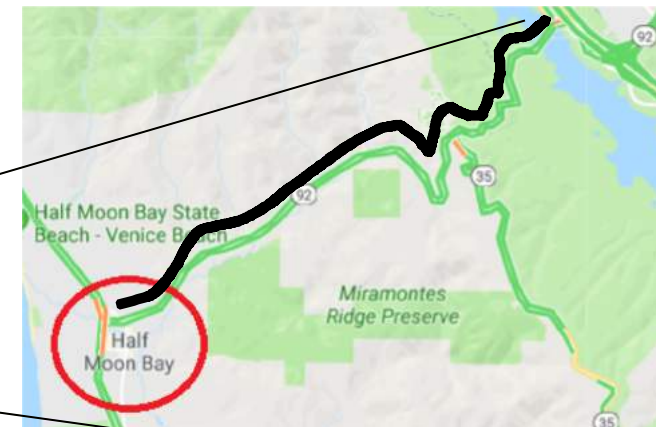 92
35
92
Half Moon Bay State
Beach - Venice Beach
Miramontes
Ridge Preserve
Half
Moon Bay
35